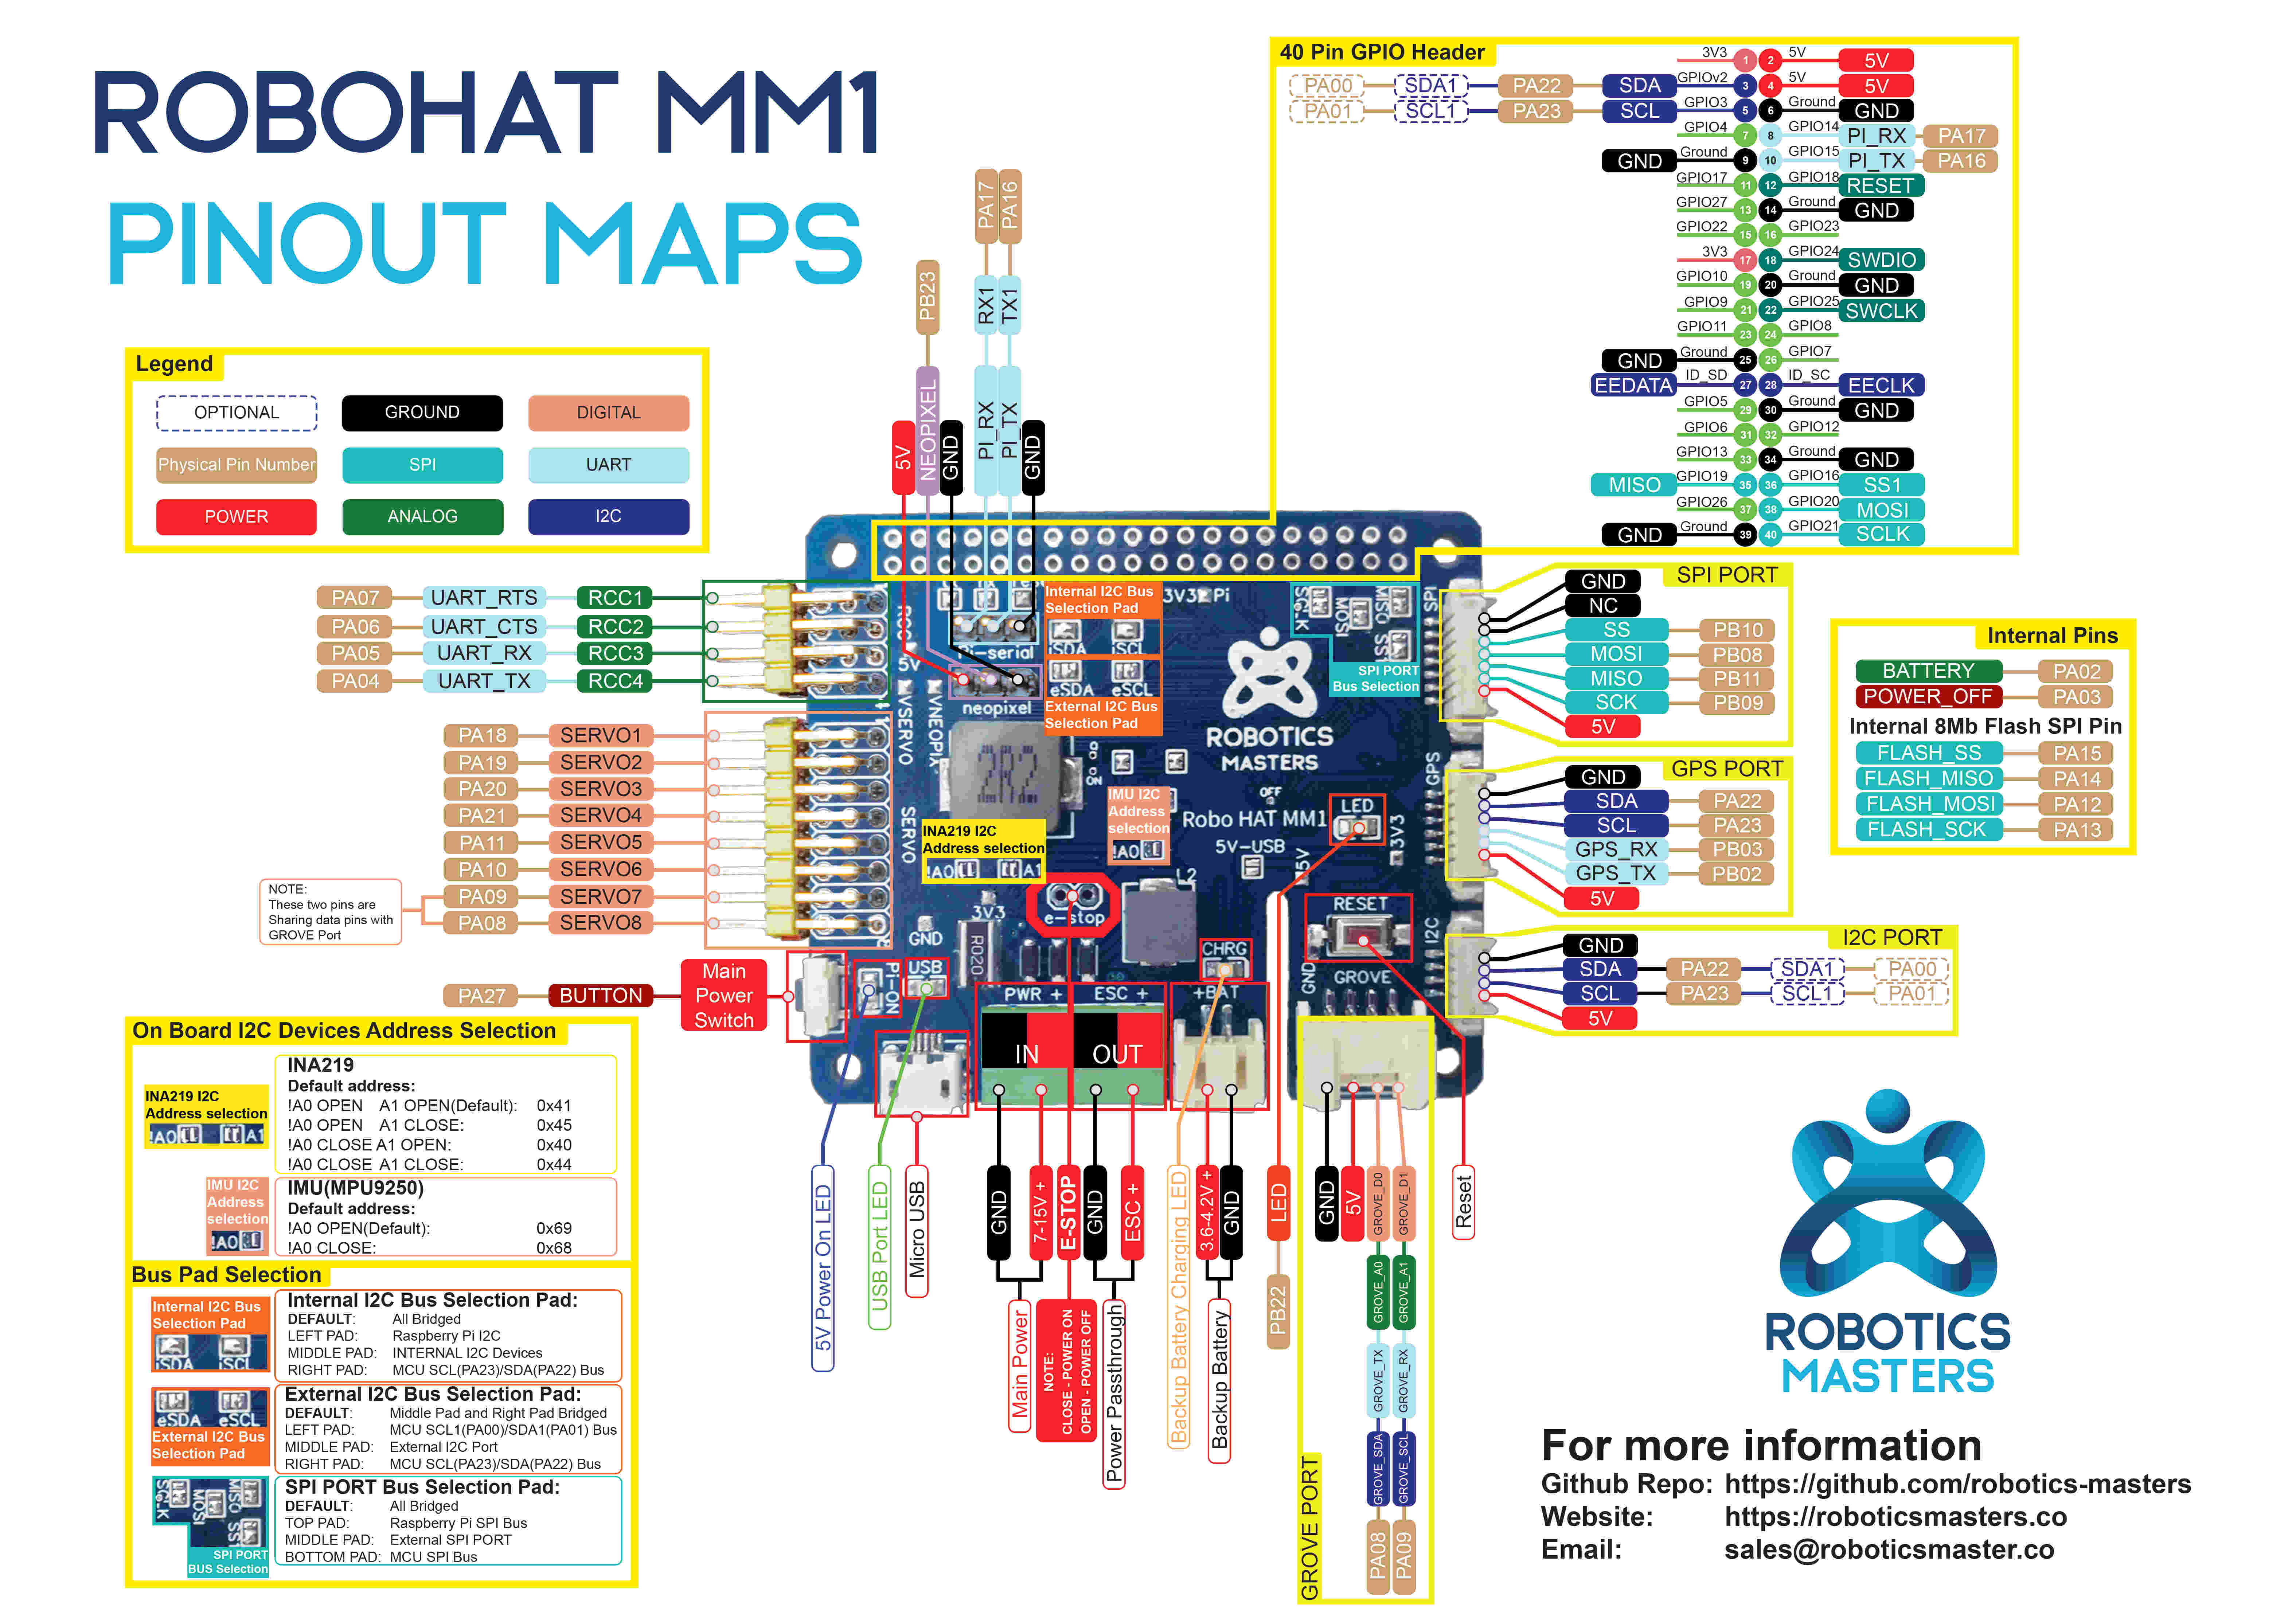 ROBOHAT MM1
PINOUT MAPS
Legend
OPTIONAL GROUND DIGITAL
Physical Pin Number SPI UART
POWER ANALOG I2C
40 Pin GPIO Header
3V3 1 2 5V 5V
PA00 SDA1 PA22 SDA GPIOv2 3 4 5V 5V
PA01 SCL1 PA23 SCL GPIO3 5 6 Ground GND
GPIO4 7 8 GPIO14 PI_RX PA17
GND Ground 9 10 GPIO15 PI_TX PA16
GPIO17 11 12 GPIO18 RESET
GPIO27 13 14 Ground GND
GPIO22 15 16 GPIO23
3V3 17 18 GPIO24 SWDIO
GPIO10 19 20 Ground GND
GPIO9 21 22 GPIO25 SWCLK
GPIO11 23 24 GPIO8
GND Ground 25 26 GPIO7
EEDATA ID_SD 27 28 ID_SC EECLK
GPIO5 29 30 Ground GND
GPIO6 31 32 GPIO12
GPIO13 33 34 Ground GND
MISO GPIO19 35 36 GPIO16 SS1
GPIO26 37 38 GPIO20 MOSI
GND Ground 39 40 GPIO21 SCLK
PB23 NEOPIXEL
5V
GND
PA17 RX1 PI_RX
PA16 TX1 PI_TX
GND
PA07 UART_RTS RCC1
PA06 UART_CTS RCC2
PA05 UART_RX RCC3
PA04 UART_TX RCC4
PA18 SERVO1
PA19 SERVO2
PA20 SERVO3
PA21 SERVO4
PA11 SERVO5
PA10 SERVO6
PA09 SERVO7
PA08 SERVO8
NOTE:
These two pins are
Sharing data pins with
GROVE Port
PA27 BUTTON
Main
Power
Switch
RCC
5V
VSERVO
VNEOPIX
SERVO
Pi-serial
neopixel
Internal I2C Bus
Selection Pad
iSDA iSCL
eSDA eSCL
External I2C Bus
Selection Pad
3V3 Pi
SCLK
MOSI
MISO
SS
SPI PORT
Bus Selection
SPI
2R2
ON
ROBOTICS
MASTERS
OFF
Robo HAT MM1
5V-USB
5V
3V3
LED
GPS
IMU I2C
Address
selection
!A0
INA219 I2C
Address selection
!A0 A1
e-stop
L2
3V3
GND
R020
Pi-ON
USB
CHRG
RESET
GROVE
GND
I2C
PWR +
ESC +
+BAT
IN
OUT
SPI PORT
GND
NC
SS PB10
MOSI PB08
MISO PB11
SCK PB09
5V
GPS PORT
GND
SDA PA22
SCL PA23
GPS_RX PB03
GPS_TX PB02
5V
I2C PORT
GND
SDA PA22 SDA1 PA00
SCL PA23 SCL1 PA01
5V
Internal Pins
BATTERY PA02
POWER_OFF PA03
Internal 8Mb Flash SPI Pin
FLASH_SS PA15
FLASH_MISO PA14
FLASH_MOSI PA12
FLASH_SCK PA13
5V Power On LED
USB Port LED
Micro USB
GND
7-15V +
Main Power
E-STOP
NOTE:
CLOSE - POWER ON
OPEN - POWER OFF
GND
ESC +
Power Passthrough
Backup Battery Charging LED
3.6-4.2V +
GND
Backup Battery
LED
PB22
GROVE PORT
GND
5V
GROVE_D0 GROVE_A0 GROVE_TX GROVE_SDA PA08
GROVE_D1 GROVE_A1 GROVE_RX GROVE_SCL PA09
Reset
On Board I2C Devices Address Selection
INA219 I2C
Address selection
!A0 A1
INA219
Default address:
!A0 OPEN A1 OPEN(Default): 0x41
!A0 OPEN A1 CLOSE: 0x45
!A0 CLOSE A1 OPEN: 0x40
!A0 CLOSE A1 CLOSE: 0x44
IMU I2C
Address
selection
!A0
IMU(MPU9250)
Default address:
!A0 OPEN(Default): 0x69
!A0 CLOSE: 0x68
Bus Pad Selection
Internal I2C Bus
Selection Pad
iSDA iSCL
Internal I2C Bus Selection Pad:
DEFAULT: All Bridged
LEFT PAD: Raspberry Pi I2C
MIDDLE PAD: INTERNAL I2C Devices
RIGHT PAD: MCU SCL(PA23)/SDA(PA22) Bus
eSDA eSCL
External I2C Bus
Selection Pad
External I2C Bus Selection Pad:
DEFAULT: Middle Pad and Right Pad Bridged
LEFT PAD: MCU SCL1(PA00)/SDA1(PA01) Bus
MIDDLE PAD: External I2C Port
RIGHT PAD: MCU SCL(PA23)/SDA(PA22) Bus
SCLK
MOSI
MISO
SS
SPI PORT
BUS Selection
SPI PORT Bus Selection Pad:
DEFAULT: All Bridged
TOP PAD: Raspberry Pi SPI Bus
MIDDLE PAD: External SPI PORT
BOTTOM PAD: MCU SPI Bus
ROBOTICS
MASTERS
For more information
Github Repo: https://github.com/robotics-masters
Website: https://roboticsmasters.co
Email: sales@roboticsmaster.co